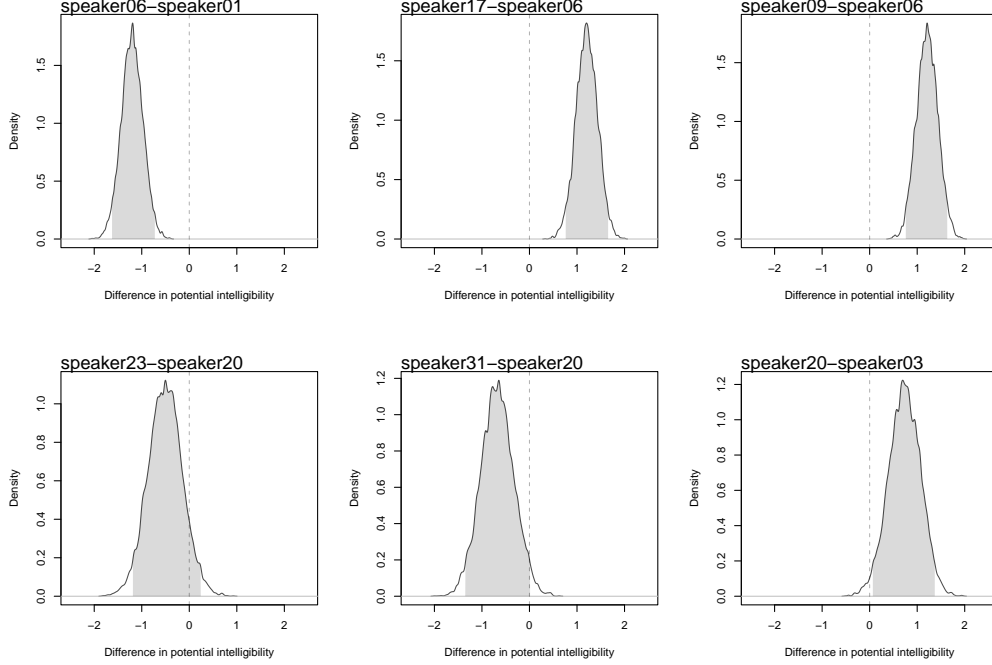 speaker06−speaker01
speaker17−speaker06
speaker09−speaker06
Density
0.0 0.5 1.0 1.5
−2 −1 0 1 2
Difference in potential intelligibility
Density
0.0 0.5 1.0 1.5
−2 −1 0 1 2
Difference in potential intelligibility
Density
0.0 0.5 1.0 1.5
−2 −1 0 1 2
Difference in potential intelligibility
speaker23−speaker20
speaker31−speaker20
speaker20−speaker03
Density
0.0 0.2 0.4 0.6 0.8 1.0
−2 −1 0 1 2
Difference in potential intelligibility
Density
0.0 0.2 0.4 0.6 0.8 1.0 1.2
−2 −1 0 1 2
Difference in potential intelligibility
Density
0.0 0.2 0.4 0.6 0.8 1.0 1.2
−2 −1 0 1 2
Difference in potential intelligibility